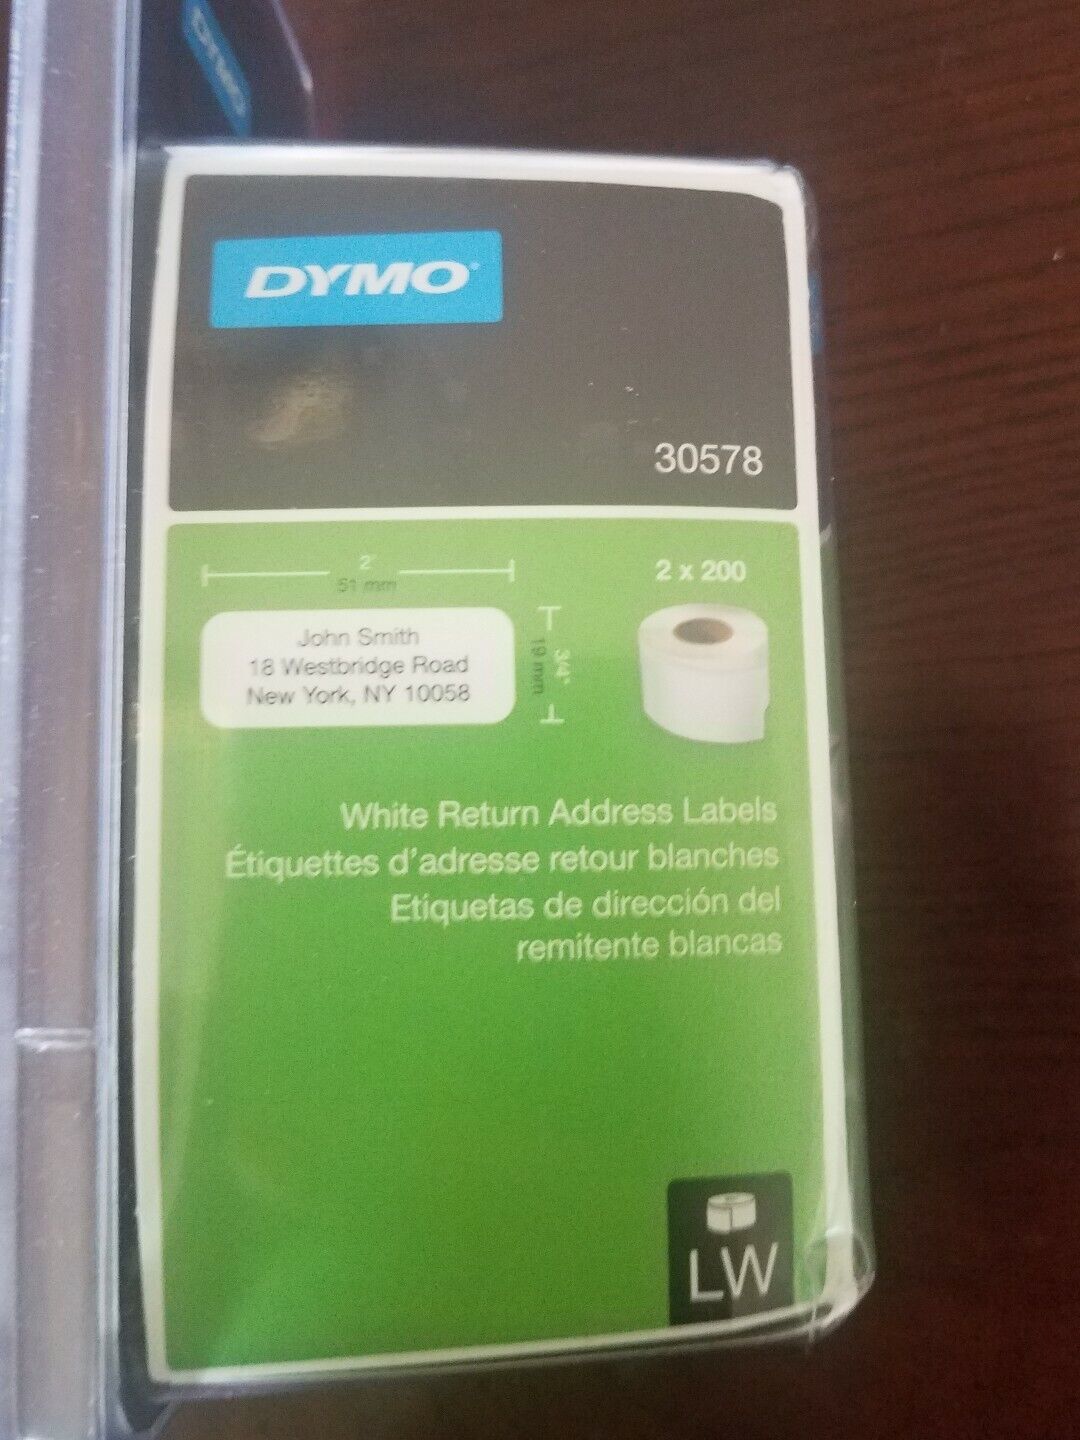 DYMO
DYMO®
30578
2"
51 mm
2 x 200
John Smith
18 Westbridge Road
New York, NY 10058
3/4"
19 mm
White Return Address Labels
Étiquettes d'adresse retour blanches
Etiquetas de dirección del
remitente blancas
LW